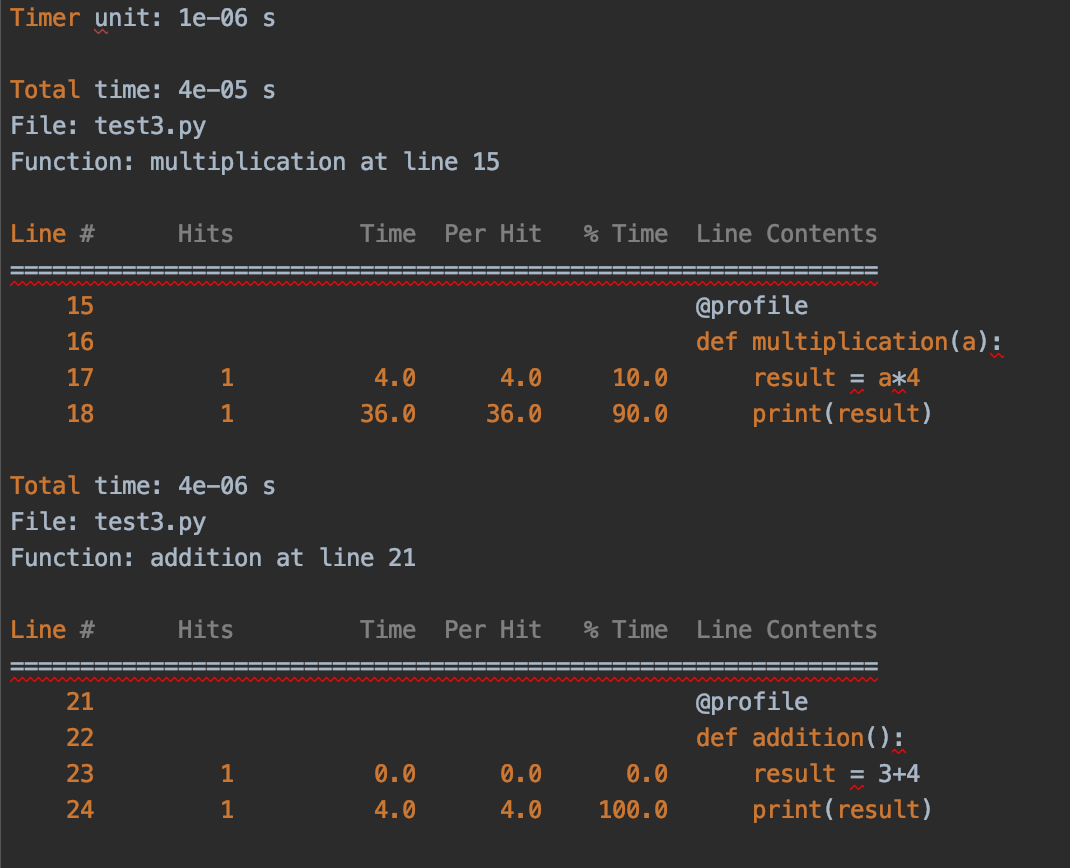 Timer unit: 1e-06 s

Total time: 4e-05 s
File: test3.py
Function: multiplication at line 15

Line #      Hits         Time  Per Hit   % Time  Line Contents
==============================================================
    15                                           @profile
    16                                           def multiplication(a):
    17         1          4.0      4.0     10.0      result = a*4
    18         1         36.0     36.0     90.0      print(result)

Total time: 4e-06 s
File: test3.py
Function: addition at line 21

Line #      Hits         Time  Per Hit   % Time  Line Contents
==============================================================
    21                                           @profile
    22                                           def addition():
    23         1          0.0      0.0      0.0      result = 3+4
    24         1          4.0      4.0    100.0      print(result)